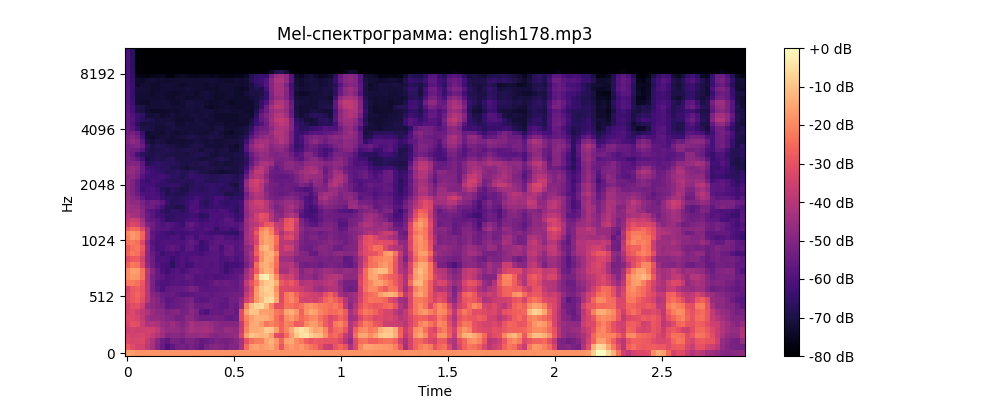 Mel-спектрограмма: english178.mp3
8192
4096
2048
1024
512
0
Hz
0
0.5
1
1.5
2
2.5
Time
+0 dB
-10 dB
-20 dB
-30 dB
-40 dB
-50 dB
-60 dB
-70 dB
-80 dB